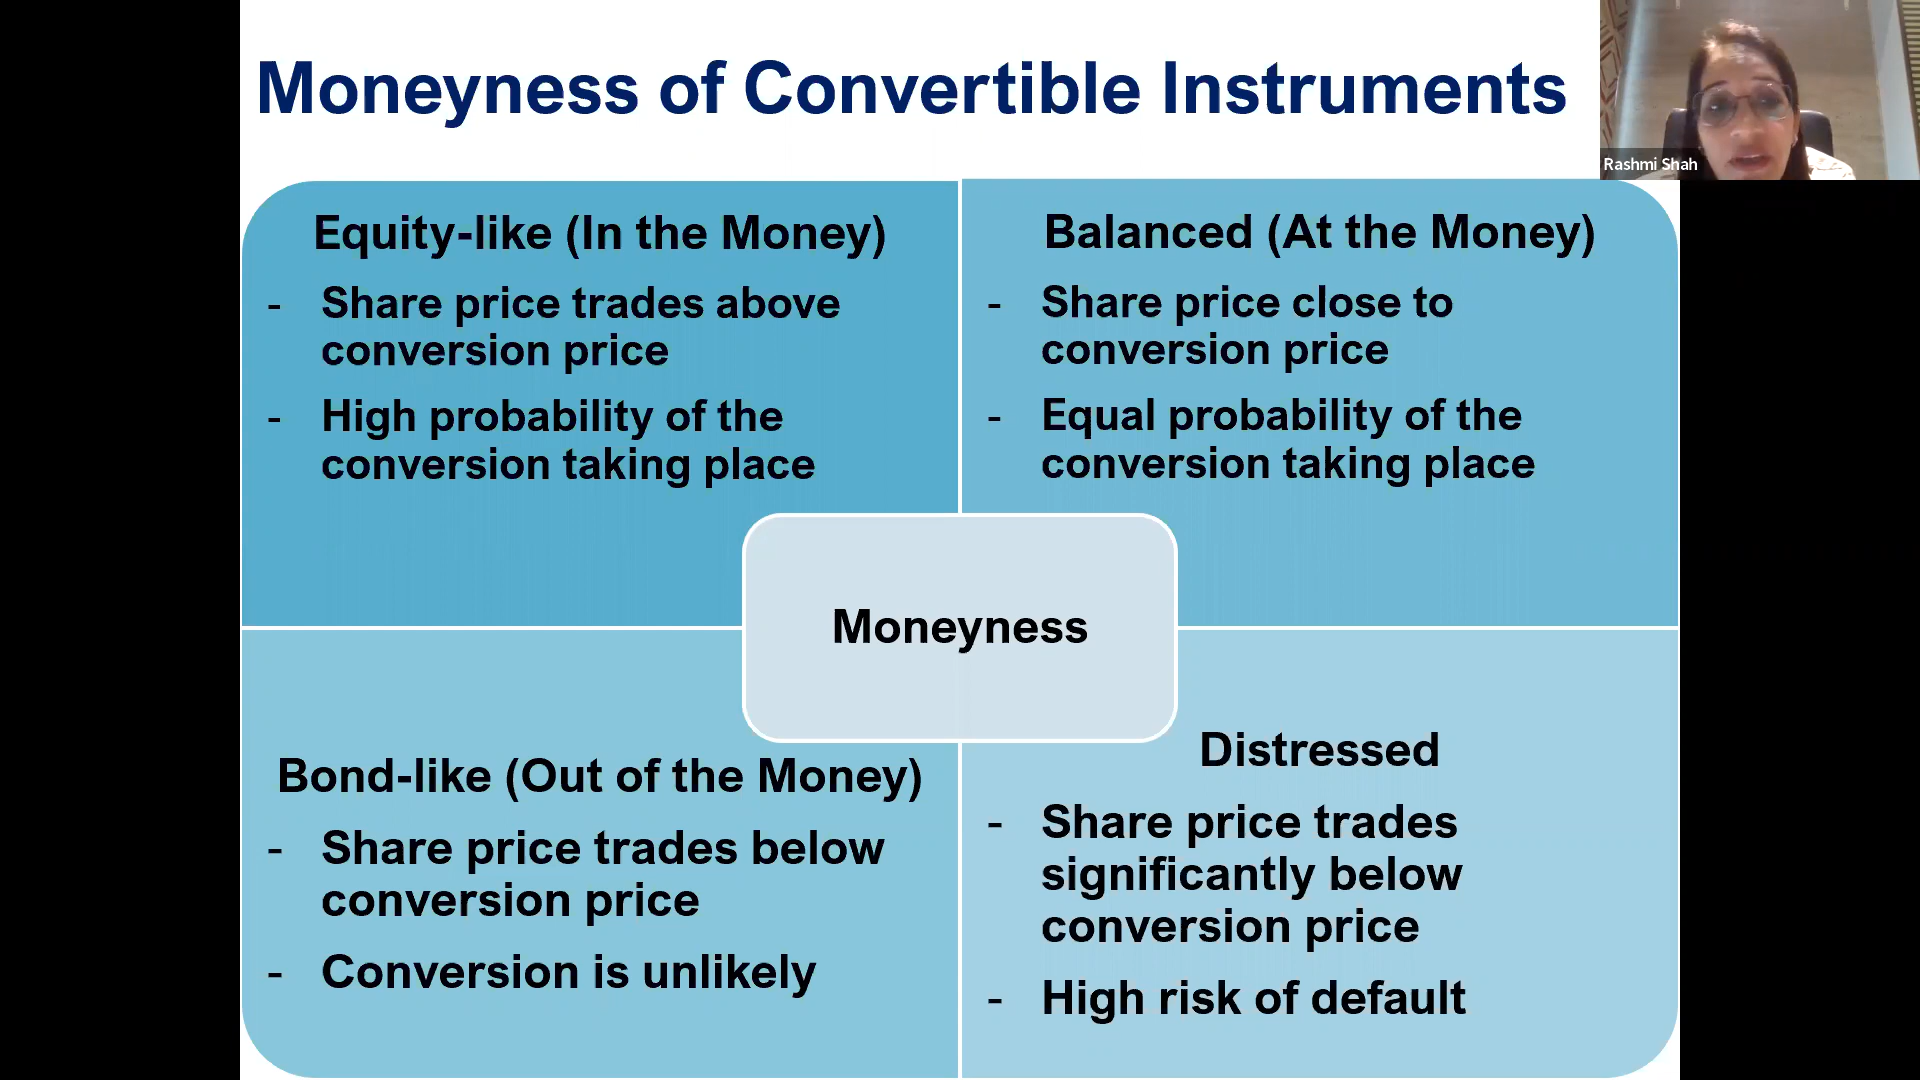 Moneyness of Convertible Instruments
Rashmi Shah
Equity-like (In the Money)
- Share price trades above
conversion price
- High probability of the
conversion taking place
Balanced (At the Money)
- Share price close to
conversion price
- Equal probability of the
conversion taking place
Moneyness
Bond-like (Out of the Money)
- Share price trades below
conversion price
- Conversion is unlikely
Distressed
- Share price trades
significantly below
conversion price
- High risk of default